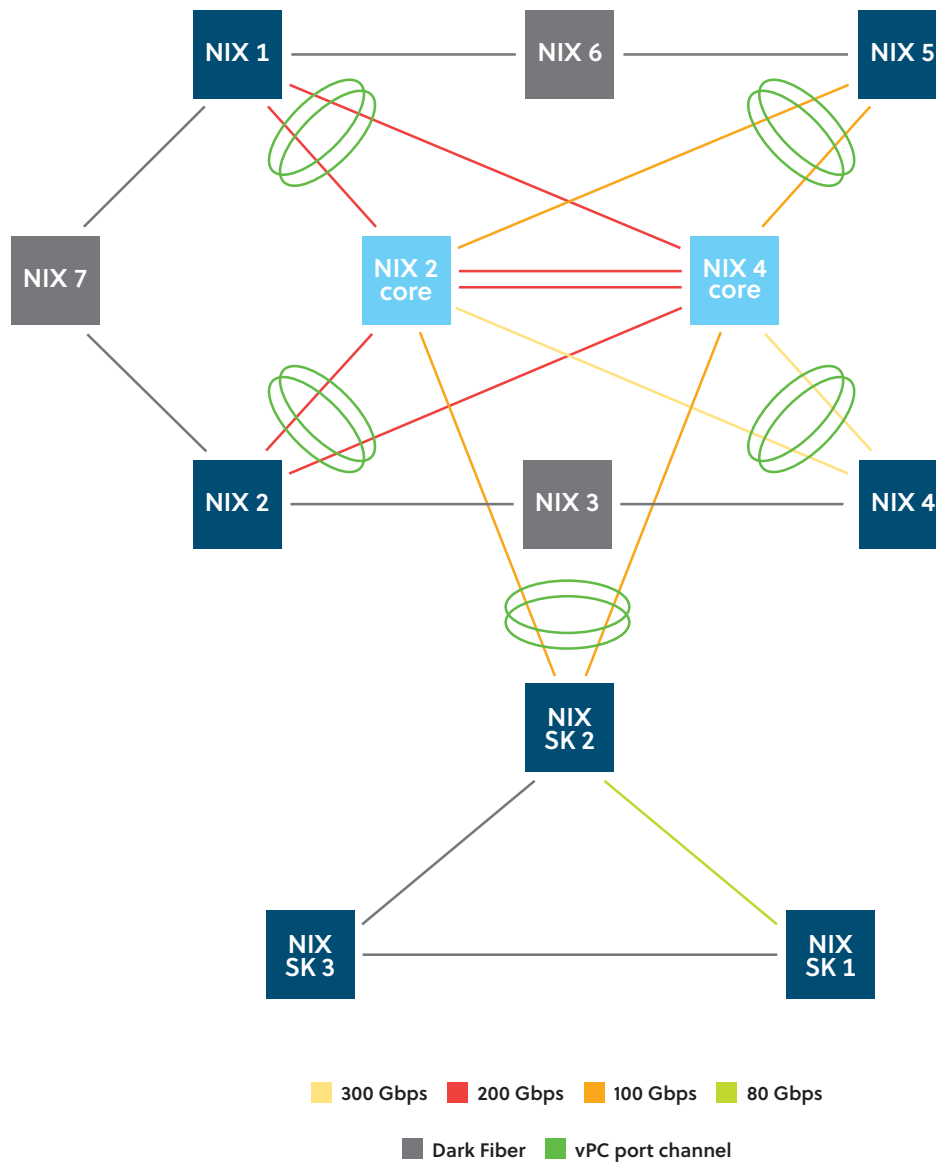 NIX 1
NIX 6
NIX 5
NIX 7
NIX 2
core
NIX 4
core
NIX 2
NIX 3
NIX 4
NIX
SK 2
NIX
SK 3
NIX
SK 1
300 Gbps
200 Gbps
100 Gbps
80 Gbps
Dark Fiber
vPC port channel